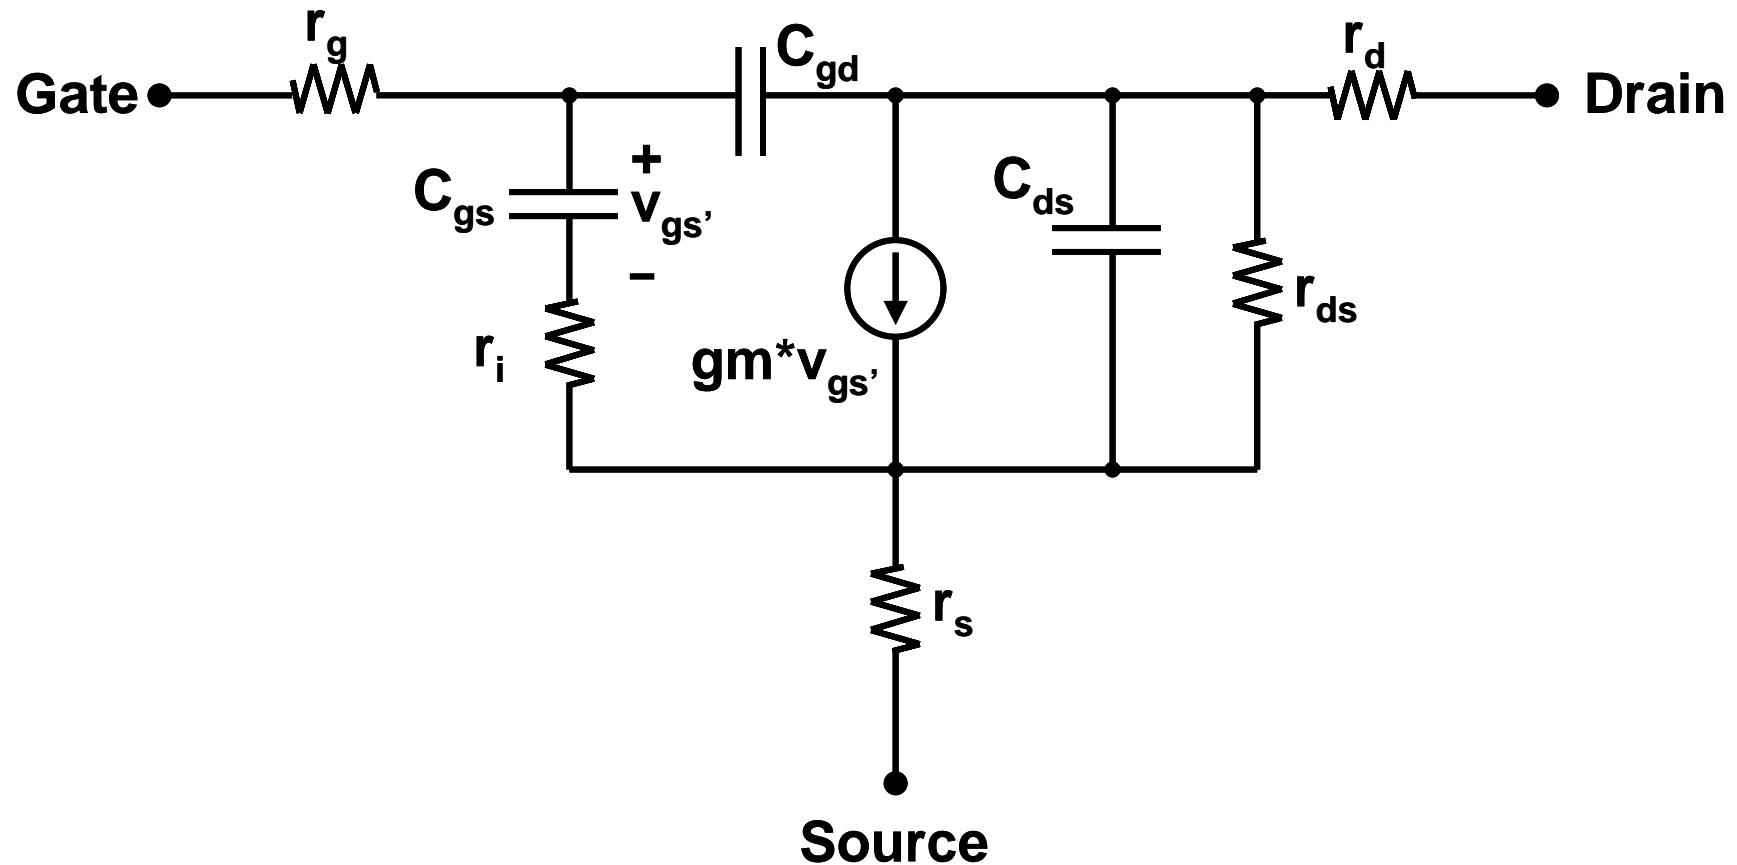 rg
Cgd
rd
Gate
Drain
+
Cgs
vgs’
–
Cds
ri
gm*vgs’
rds
rs
Source